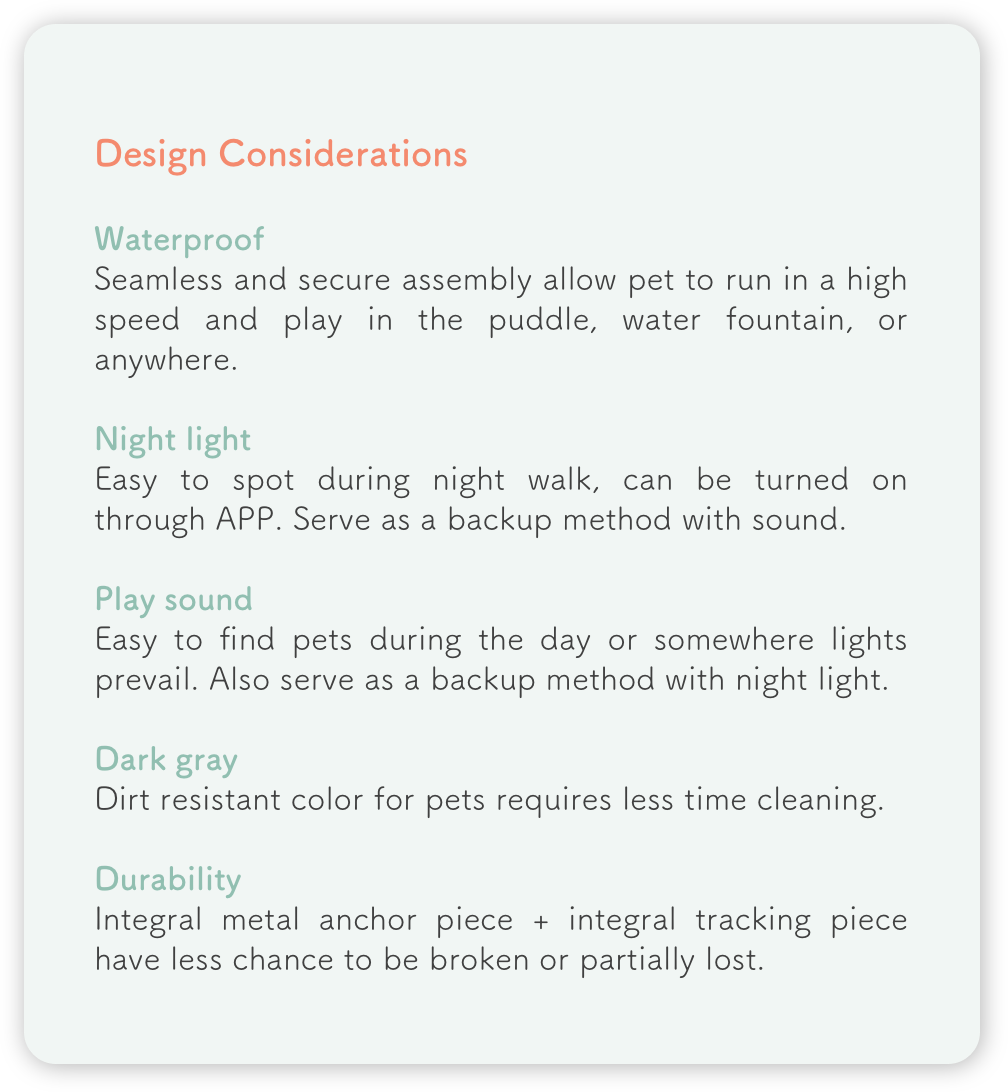 Design Considerations
Waterproof
Seamless and secure assembly allow pet to run in a high
speed and play in the puddle, water fountain, or
anywhere.
Night light
Easy to spot during night walk, can be turned on
through APP. Serve as a backup method with sound.
Play sound
Easy to find pets during the day or somewhere lights
prevail. Also serve as a backup method with night light.
Dark gray
Dirt resistant color for pets requires less time cleaning.
Durability
Integral metal anchor piece + integral tracking piece
have less chance to be broken or partially lost.